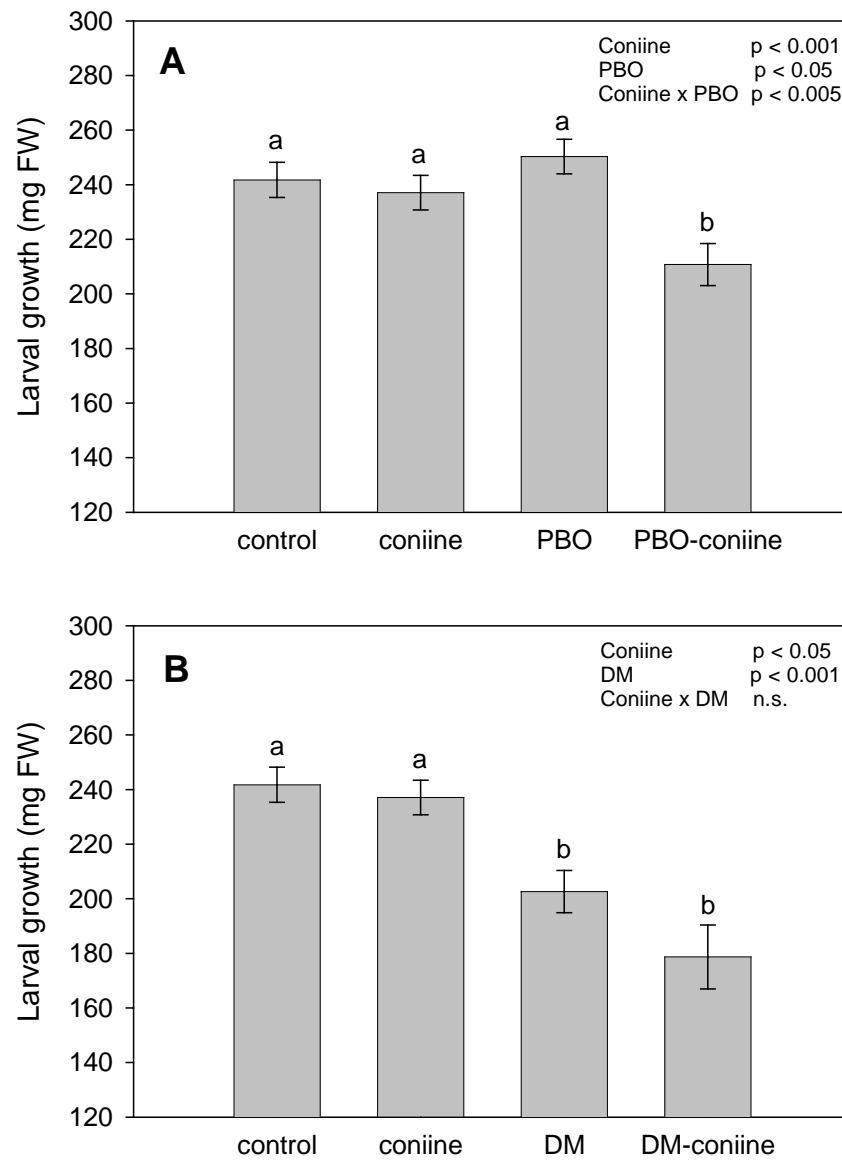 A
Coniine p < 0.001
PBO p < 0.05
Coniine x PBO p < 0.005
Larval growth (mg FW)
300
280
260
240
220
200
180
160
140
120
a
a
a
b
control coniine PBO PBO-coniine
B
Coniine p < 0.05
DM p < 0.001
Coniine x DM n.s.
Larval growth (mg FW)
300
280
260
240
220
200
180
160
140
120
a
a
b
b
control coniine DM DM-coniine